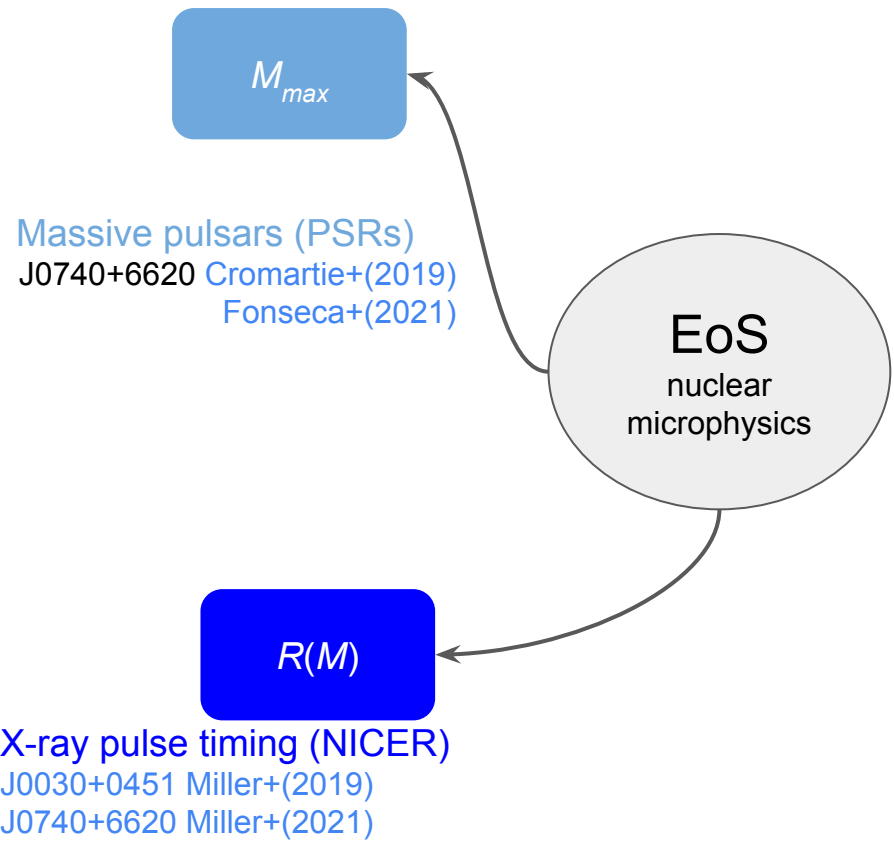 M_max
Massive pulsars (PSRs)
J0740+6620 Cromartie+(2019)
Fonseca+(2021)
EoS
nuclear
microphysics
R(M)
X-ray pulse timing (NICER)
J0030+0451 Miller+(2019)
J0740+6620 Miller+(2021)